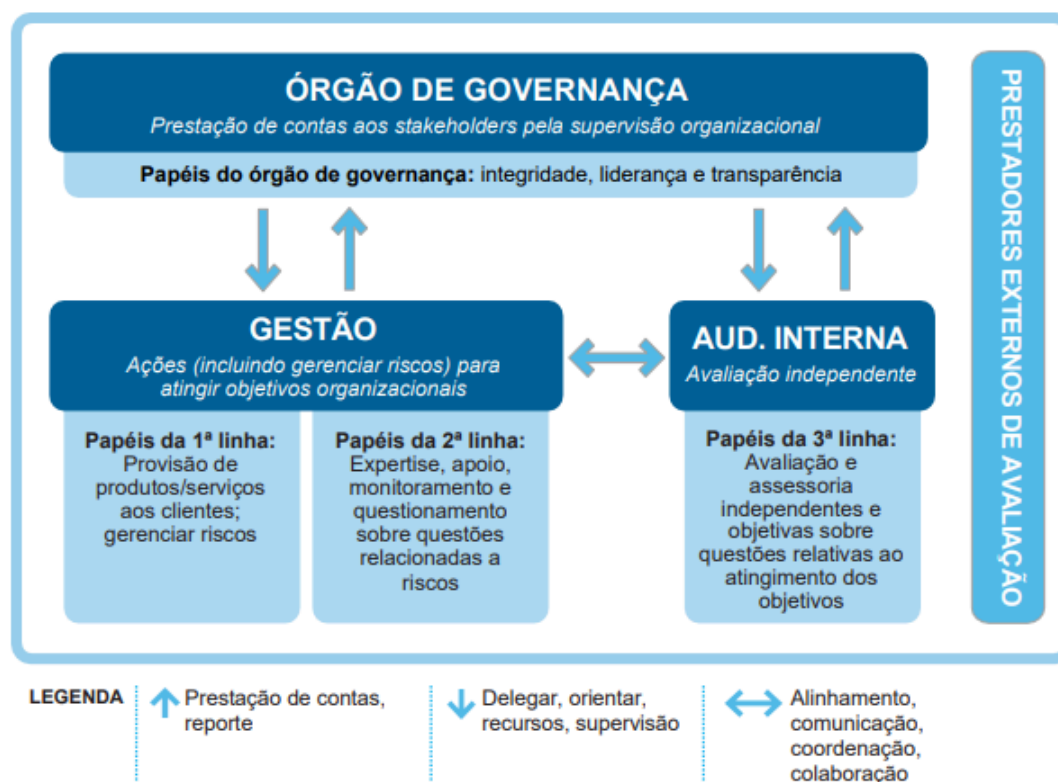 ÓRGÃO DE GOVERNANÇA
Prestação de contas aos stakeholders pela supervisão organizacional
Papéis do órgão de governança: integridade, liderança e transparência
GESTÃO
Ações (incluindo gerenciar riscos) para
atingir objetivos organizacionais
Papéis da 1ª linha:
Provisão de
produtos/serviços
aos clientes;
gerenciar riscos
Papéis da 2ª linha:
Expertise, apoio,
monitoramento e
questionamento
sobre questões
relacionadas a
riscos
AUD. INTERNA
Avaliação independente
Papéis da 3ª linha:
Avaliação e
assessoria
independentes e
objetivas sobre
questões relativas ao
atingimento dos
objetivos
PRESTADORES EXTERNOS DE AVALIAÇÃO
LEGENDA
Prestação de contas,
reporte
Delegar, orientar,
recursos, supervisão
Alinhamento,
comunicação,
coordenação,
colaboração